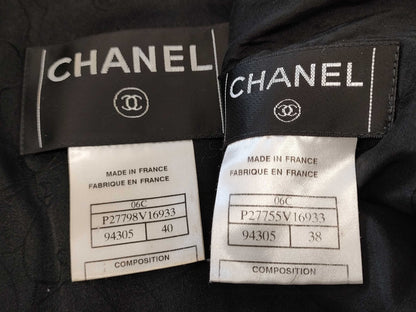 CHANEL
MADE IN FRANCE
FABRIQUE EN FRANCE
06C
P27798V16933
94305 40
COMPOSITION
CHANEL
MADE IN FRANCE
FABRIQUE EN FRANCE
06C
P27755V16933
94305 38
COMPOSITION